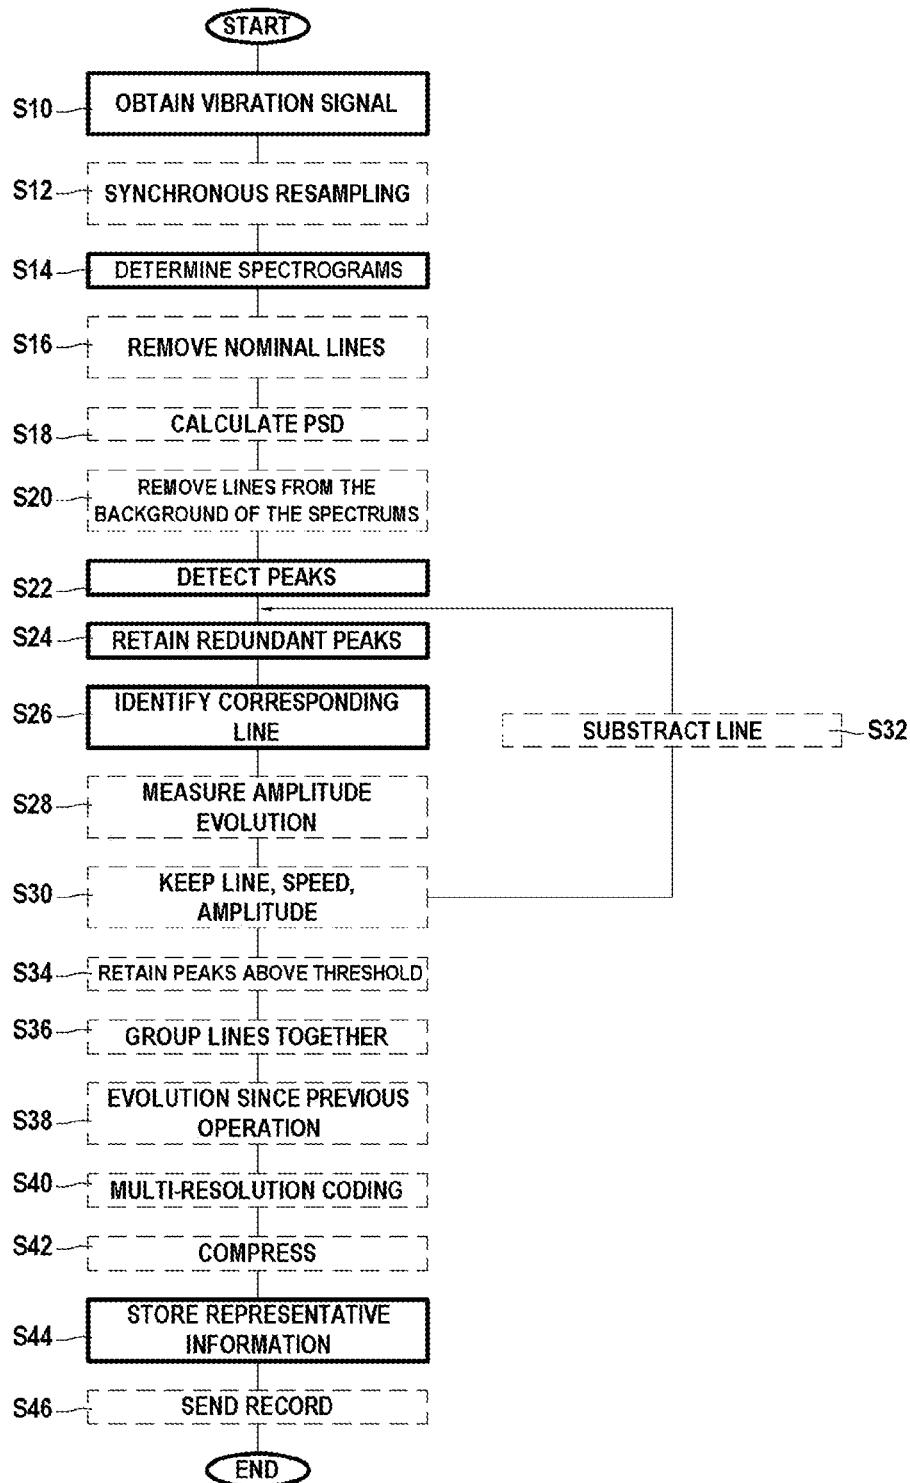 START
S10
OBTAIN VIBRATION SIGNAL
S12
SYNCHRONOUS RESAMPLING
S14
DETERMINE SPECTROGRAMS
S16
REMOVE NOMINAL LINES
S18
CALCULATE PSD
S20
REMOVE LINES FROM THE
BACKGROUND OF THE SPECTRUMS
S22
DETECT PEAKS
S24
RETAIN REDUNDANT PEAKS
S26
IDENTIFY CORRESPONDING
LINE
SUBSTRACT LINE
S32
S28
MEASURE AMPLITUDE
EVOLUTION
S30
KEEP LINE, SPEED,
AMPLITUDE
S34
RETAIN PEAKS ABOVE THRESHOLD
S36
GROUP LINES TOGETHER
S38
EVOLUTION SINCE PREVIOUS
OPERATION
S40
MULTI-RESOLUTION CODING
S42
COMPRESS
S44
STORE REPRESENTATIVE
INFORMATION
S46
SEND RECORD
END